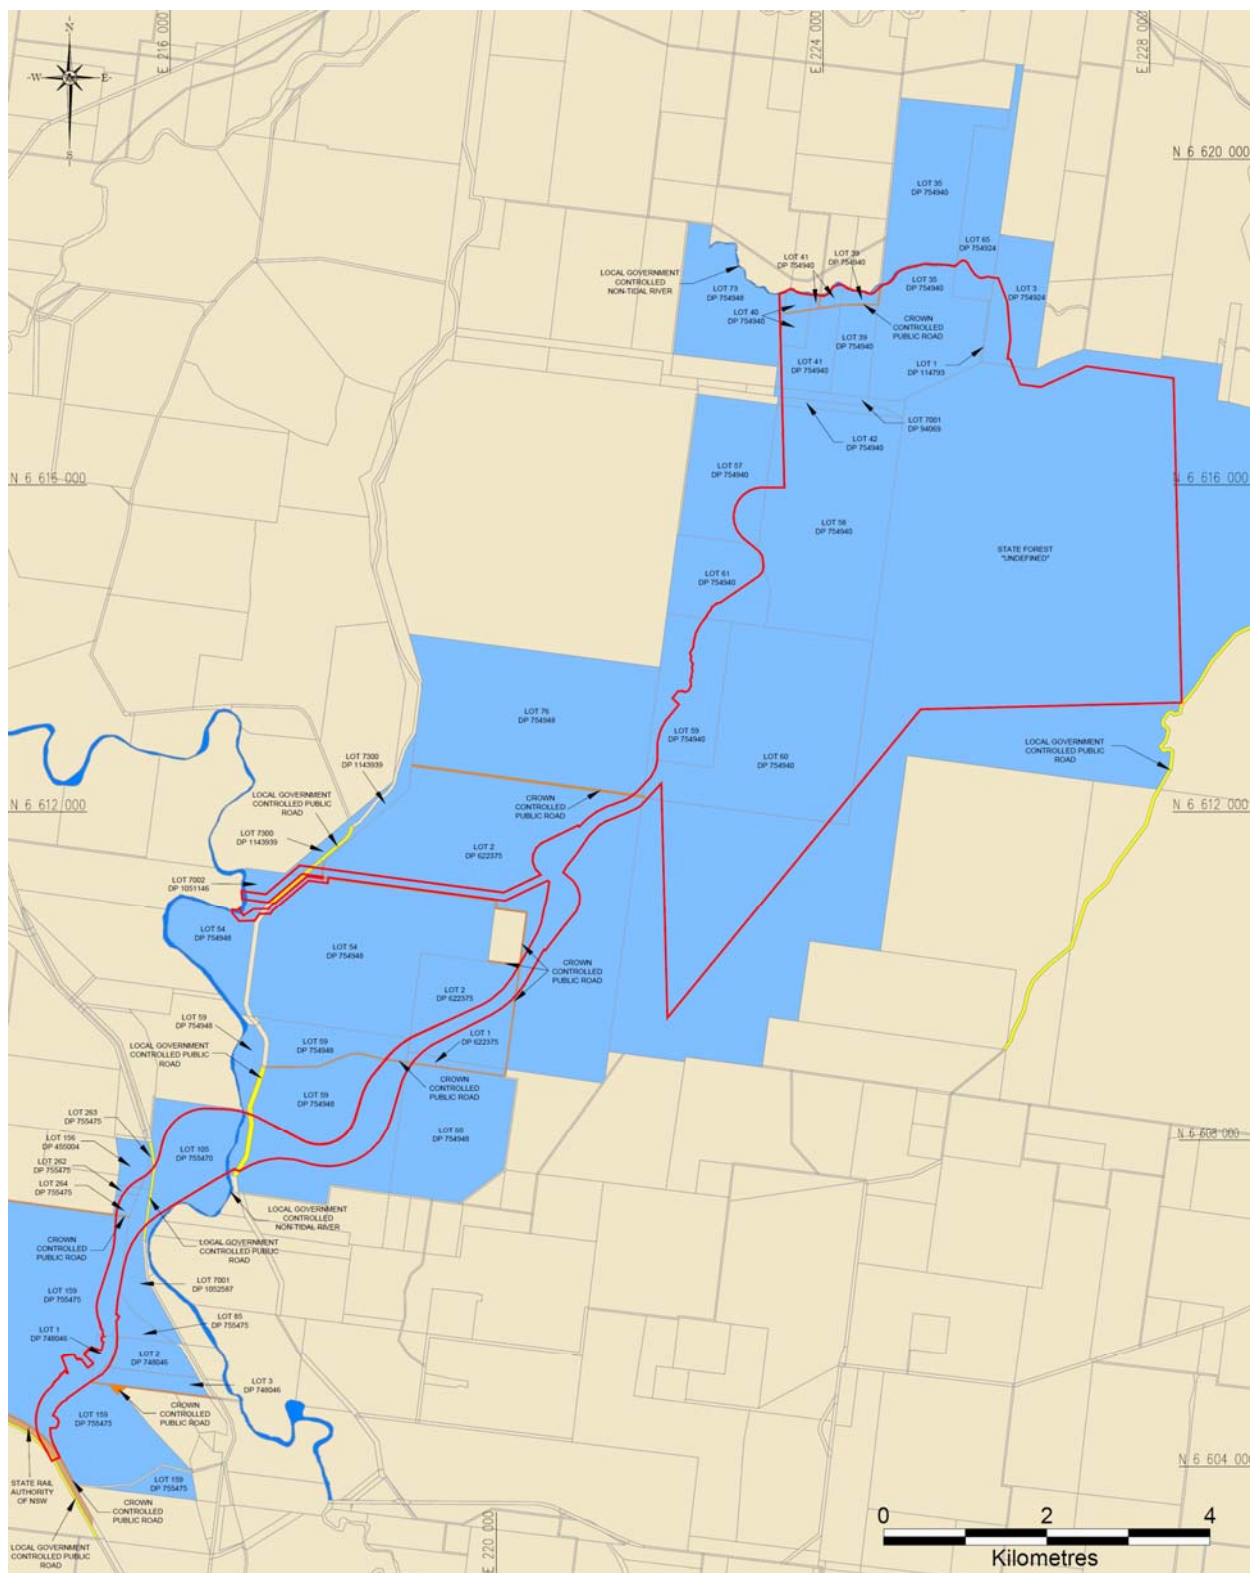 E 216 000
E 224 000
E 228 000
N
W
E
S
N 6 620 000
LOT 35
DP 754940
LOT 65
DP 754924
LOT 41
DP 754940
LOT 39
DP 754940
LOCAL GOVERNMENT
CONTROLLED
NON-TIDAL RIVER
LOT 73
DP 754948
LOT 35
DP 754940
LOT 3
DP 754924
LOT 40
DP 754940
CROWN
CONTROLLED
PUBLIC ROAD
LOT 39
DP 754940
LOT 41
DP 754940
LOT 1
DP 114793
LOT 7001
DP 94069
LOT 42
DP 754940
LOT 57
DP 754940
N 6 616 000
N 6 616 000
LOT 58
DP 754940
STATE FOREST
"UNDEFINED"
LOT 61
DP 754940
LOT 76
DP 754948
LOT 59
DP 754940
LOT 60
DP 754940
LOCAL GOVERNMENT
CONTROLLED PUBLIC
ROAD
LOT 7300
DP 1143939
LOCAL GOVERNMENT
CONTROLLED PUBLIC
ROAD
N 6 612 000
N 6 612 000
CROWN
CONTROLLED
PUBLIC ROAD
LOT 7300
DP 1143939
LOT 2
DP 622375
LOT 7002
DP 1051146
LOT 54
DP 754948
LOT 54
DP 754948
CROWN
CONTROLLED
PUBLIC ROAD
LOT 2
DP 622375
LOT 59
DP 754948
LOT 1
DP 622375
LOCAL GOVERNMENT
CONTROLLED PUBLIC
ROAD
LOT 59
DP 754948
CROWN
CONTROLLED
PUBLIC ROAD
LOT 59
DP 754948
LOT 263
DP 755475
DP 754948
LOT 156
DP 455004
LOT 105
DP 755470
N 6 608 000
LOT 262
DP 755475
LOT 264
DP 755475
LOCAL GOVERNMENT
CONTROLLED
NON-TIDAL RIVER
CROWN
CONTROLLED
PUBLIC ROAD
LOCAL GOVERNMENT
CONTROLLED PUBLIC
ROAD
LOT 159
DP 755475
LOT 7001
DP 1052587
LOT 85
DP 755475
LOT 1
DP 748046
LOT 2
DP 748046
LOT 3
DP 748046
CROWN
CONTROLLED
PUBLIC ROAD
LOT 159
DP 755475
N 6 604 000
LOT 159
DP 755475
STATE RAIL
AUTHORITY
OF NSW
CROWN
CONTROLLED
PUBLIC ROAD
LOCAL GOVERNMENT
CONTROLLED PUBLIC
ROAD
E 220 000
0 2 4
Kilometres